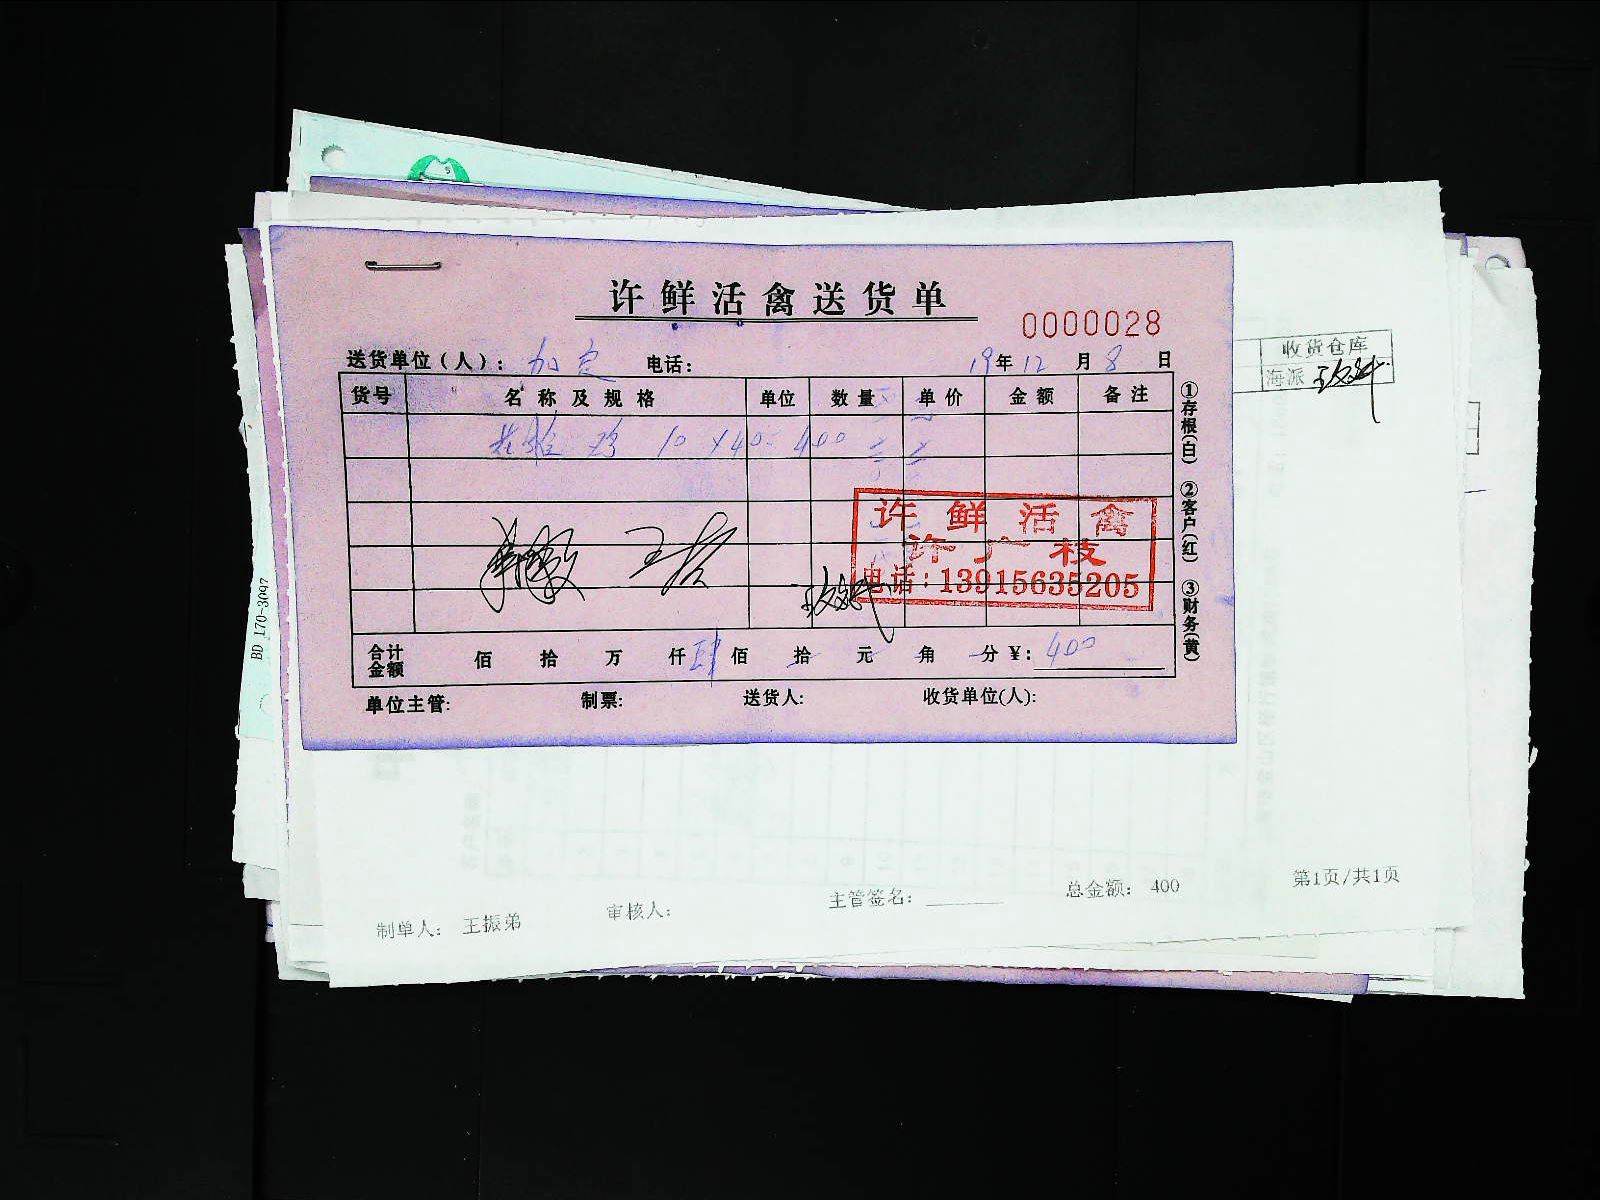 许鲜活禽送货单
0000028
送货单位（人）: 加定 电话: 19年12月8日
货号 名称及规格 单位 数量 单价 金额 备注
鸡 10 ×40= 400
许鲜活禽
许广枝
电话:13915635205
合计金额 佰 拾 万 仟 肆佰 拾 元 角 分 ¥: 400
单位主管: 制票: 送货人: 收货单位(人):
①存根(白) ②客户(红) ③财务(黄)
收货仓库
海派
BD 170-3097
制单人: 王振弟 审核人: 主管签名: 总金额: 400 第1页/共1页